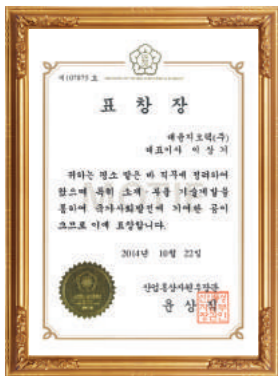 제 107875 호
표 창 장
태윤지오텍(주)
대표이사 이 상 기
귀하는 평소 맡은 바 직무에 정려하여
왔으며 특히 소재·부품 기술개발을
통하여 국가사회발전에 기여한 공이
크므로 이에 표창합니다.
2014년 10월 22일
산업통상자원부장관
윤 상 직